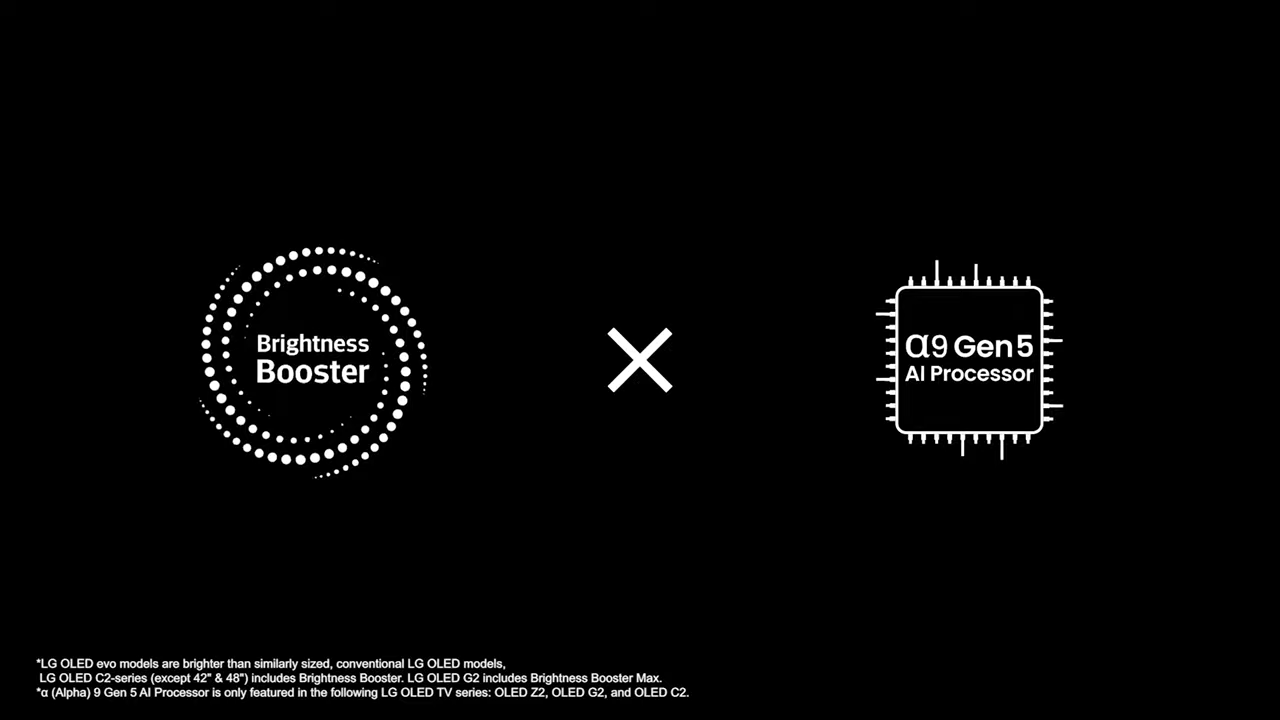 Brightness
Booster
α9 Gen5
AI Processor
*LG OLED evo models are brighter than similarly sized, conventional LG OLED models,
LG OLED C2-series (except 42" & 48") includes Brightness Booster. LG OLED G2 includes Brightness Booster Max.
*α (Alpha) 9 Gen 5 AI Processor is only featured in the following LG OLED TV series: OLED Z2, OLED G2, and OLED C2.